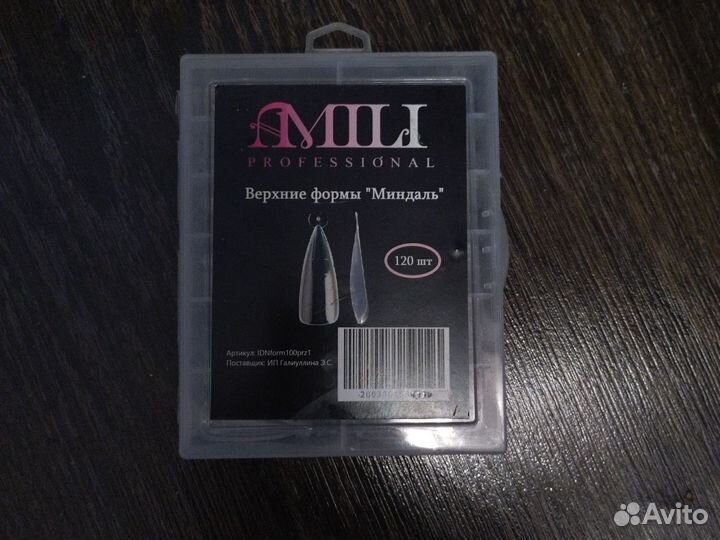 AMILI
PROFESSIONAL
Верхние формы "Миндаль"
120 шт
Артикул: IDNform100prz1
Поставщик: ИП Галиуллина Э.С.
Avito